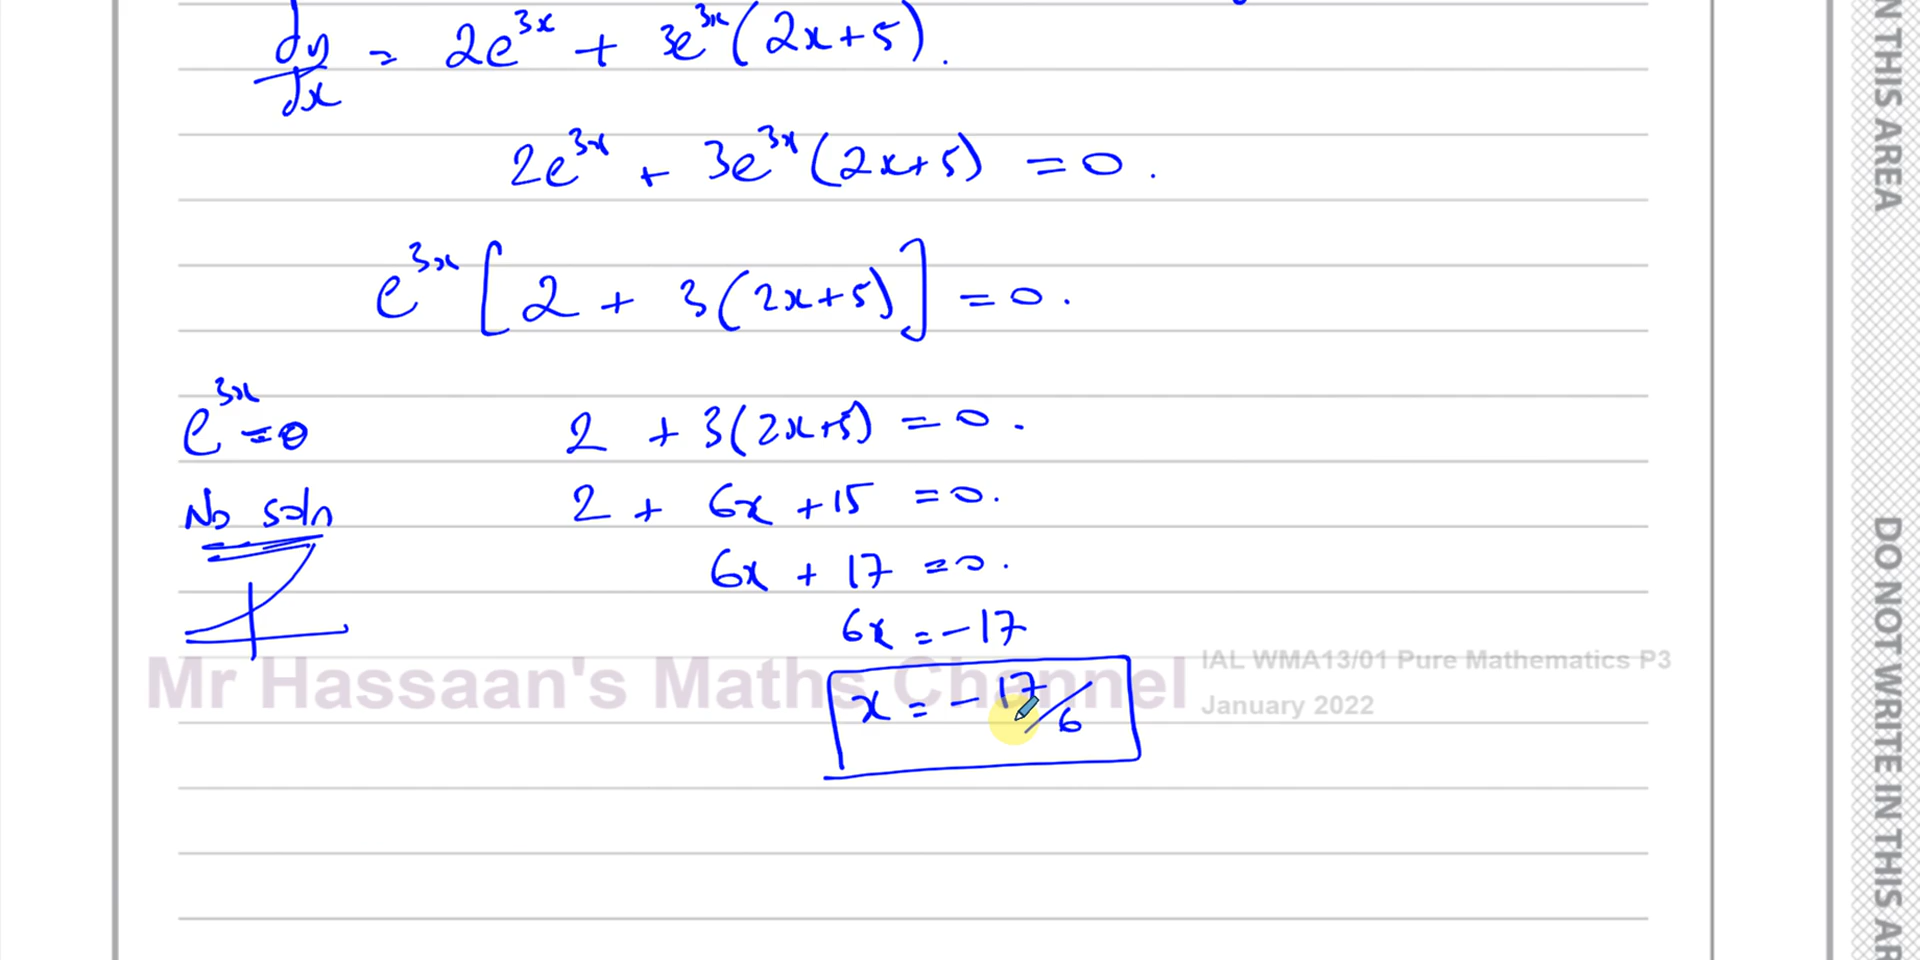 dy/dx = 2e^{3x} + 3e^{3x}(2x+5).
2e^{3x} + 3e^{3x}(2x+5) = 0.
e^{3x}[2 + 3(2x+5)] = 0.
e^{3x} = 0
No soln
2 + 3(2x+5) = 0.
2 + 6x + 15 = 0.
6x + 17 = 0.
6x = -17
x = -17/6
Mr Hassaan's Maths Channel
IAL WMA13/01 Pure Mathematics P3
January 2022
N THIS AREA
DO NOT WRITE IN THIS AR